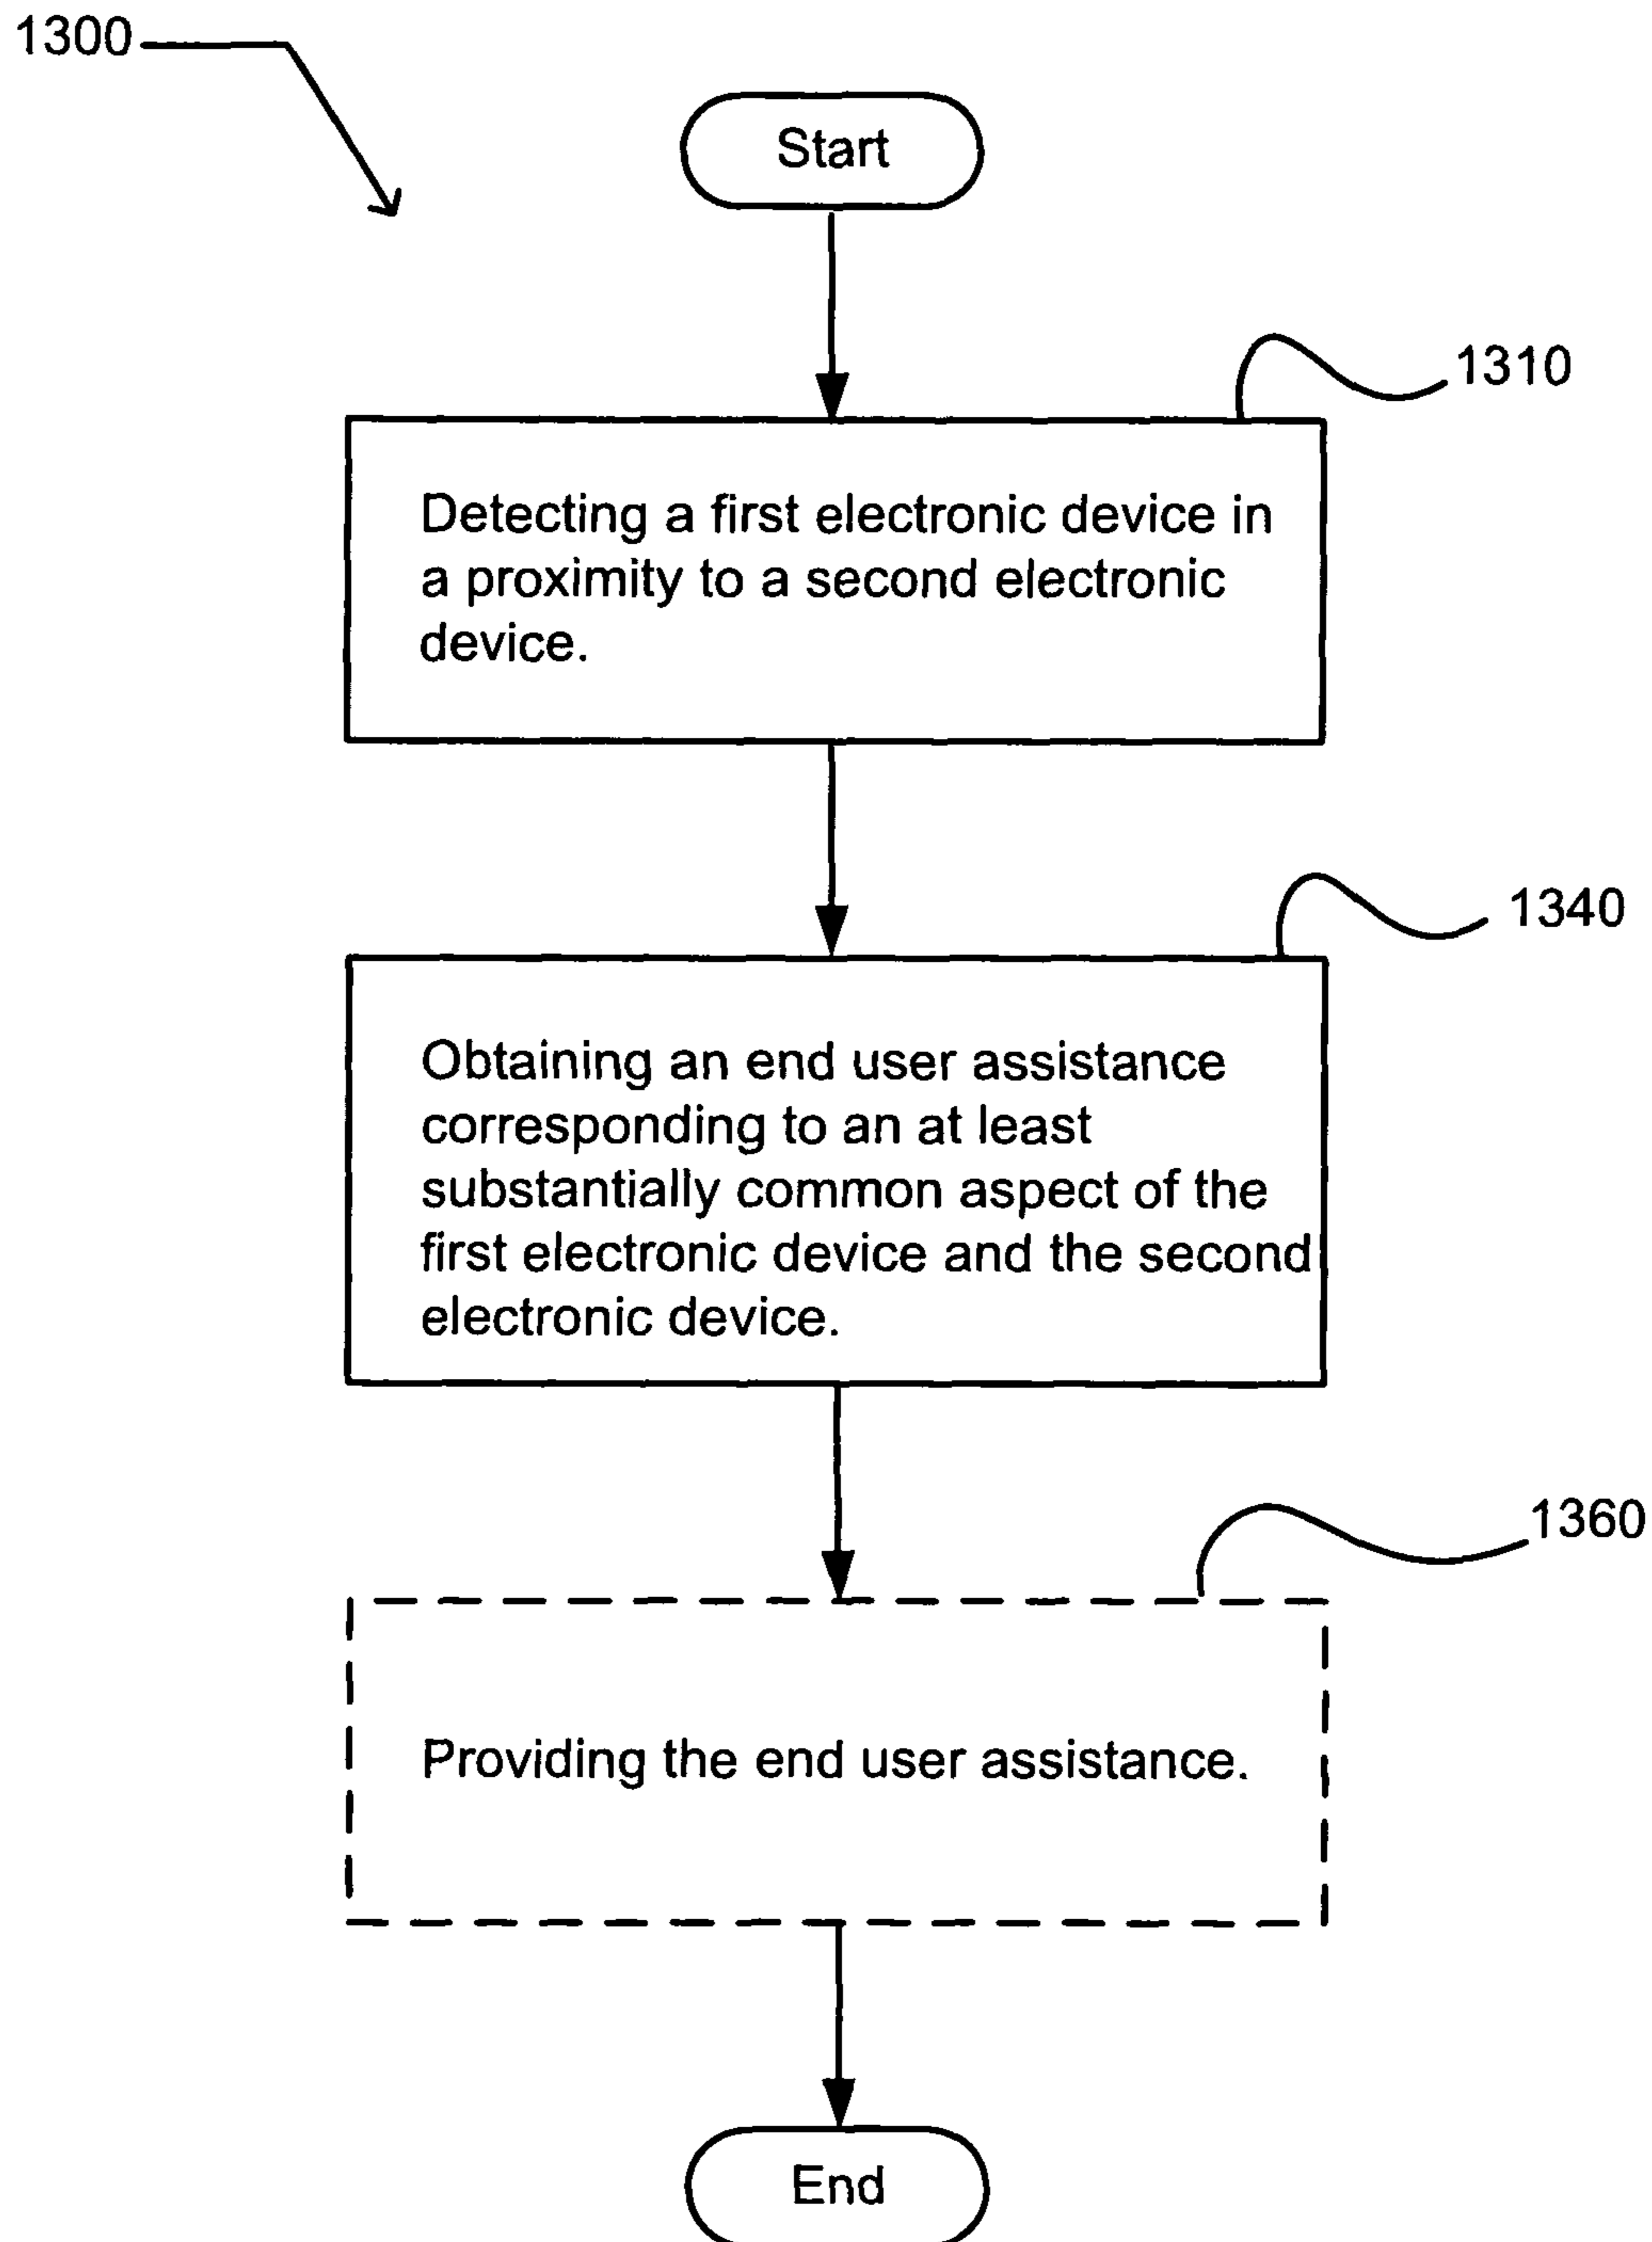 1300
Start
1310
Detecting a first electronic device in
a proximity to a second electronic
device.
1340
Obtaining an end user assistance
corresponding to an at least
substantially common aspect of the
first electronic device and the second
electronic device.
1360
Providing the end user assistance.
End